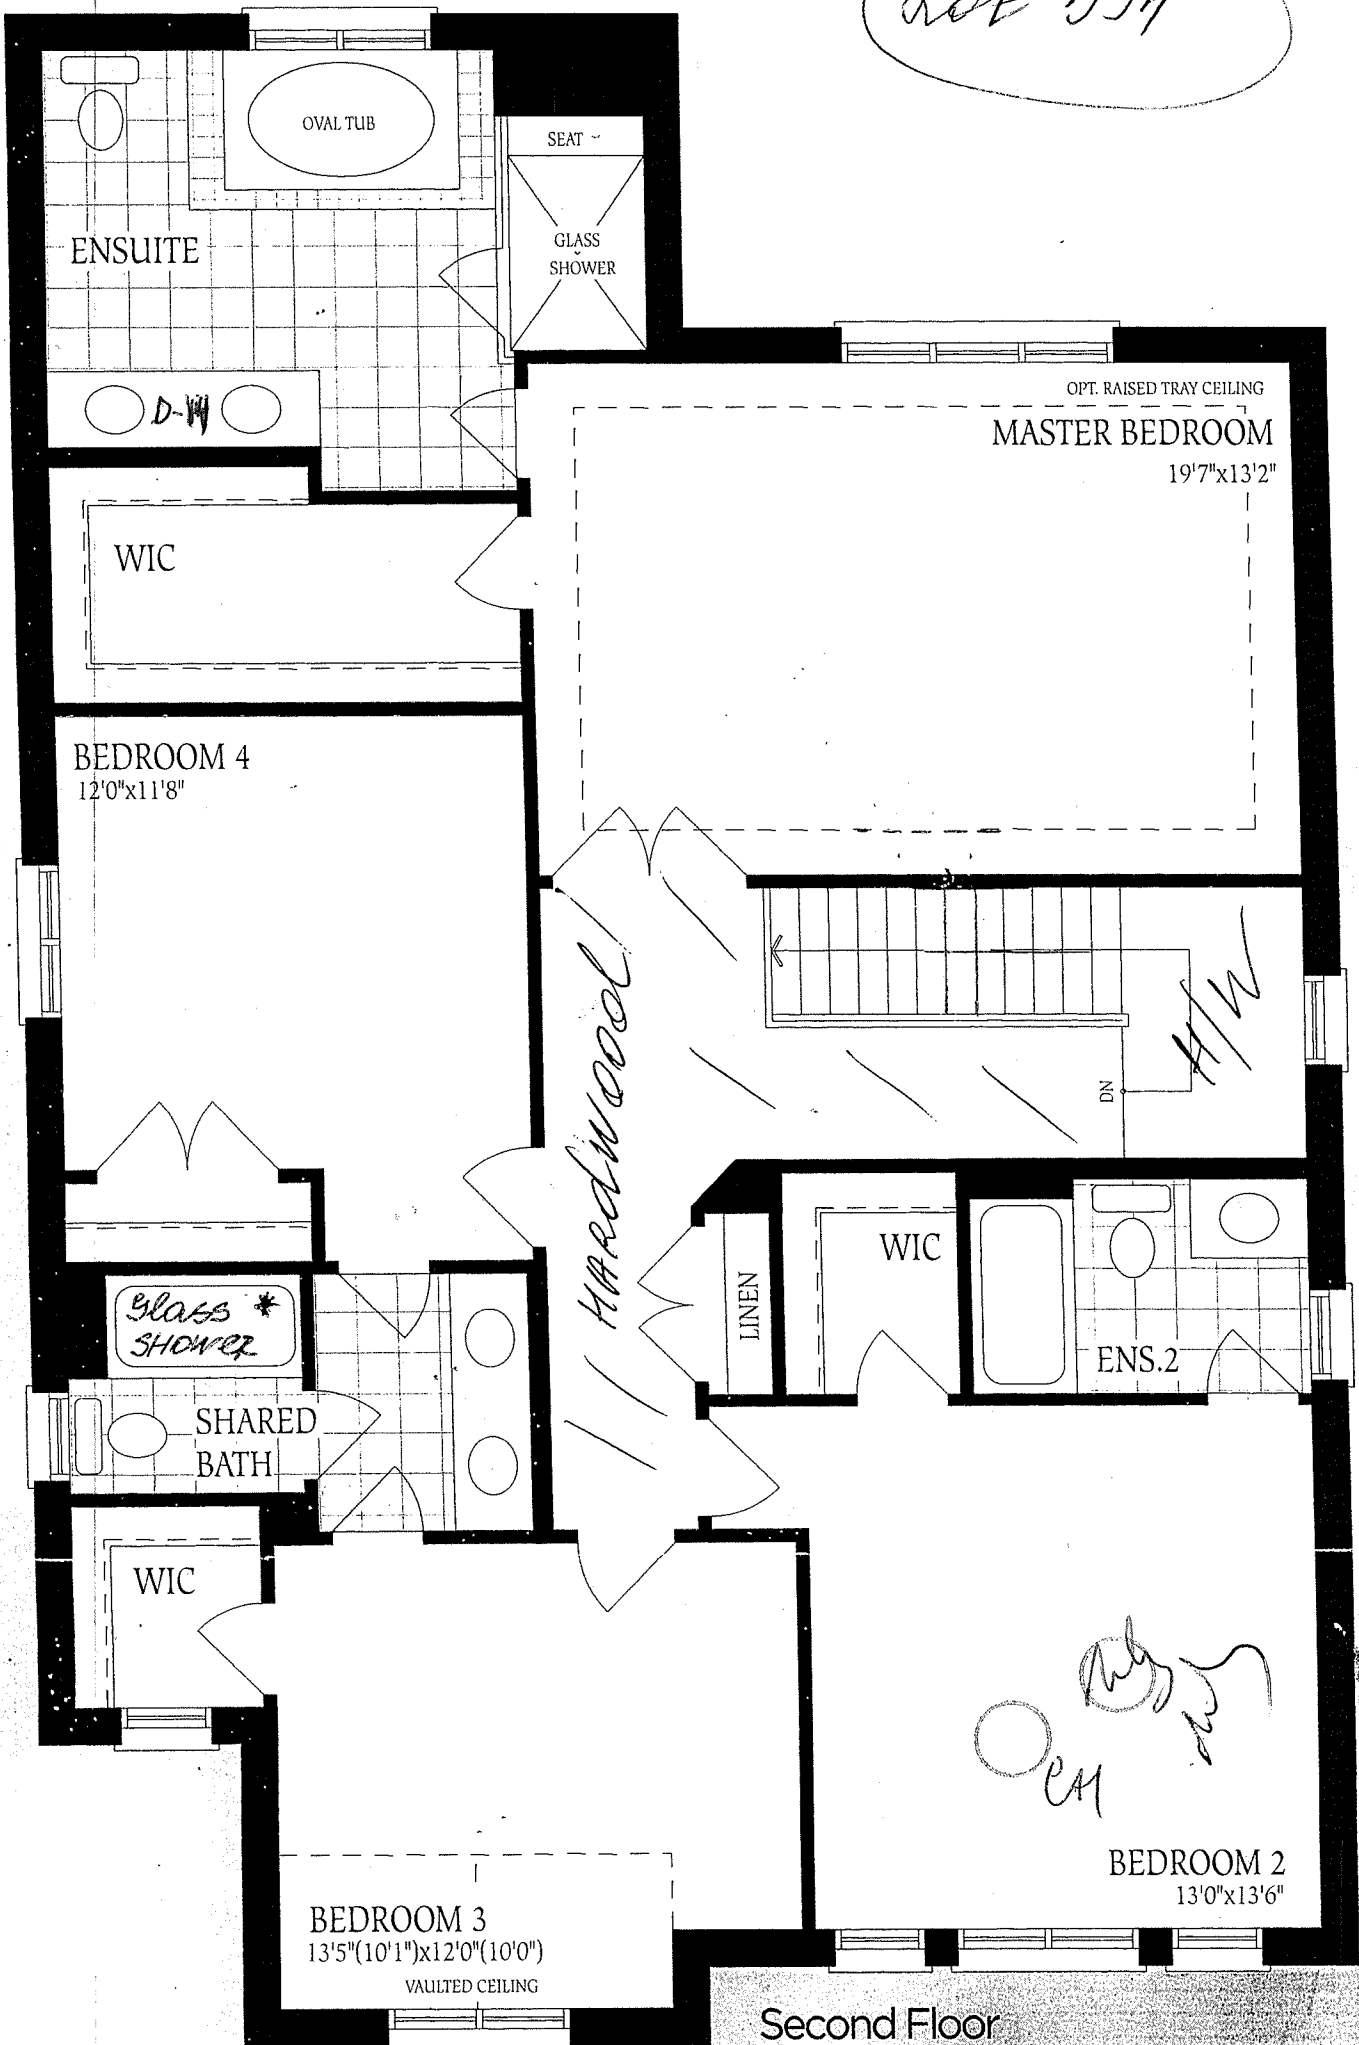 LOT
OVAL TUB
SEAT
GLASS
SHOWER
ENSUITE
OPT. RAISED TRAY CEILING
MASTER BEDROOM
19'7"x13'2"
WIC
BEDROOM 4
12'0"x11'8"
HARDWOOD
H/W
DN
WIC
LINEN
ENS.2
Glass *
SHOWER
SHARED
BATH
WIC
BEDROOM 2
13'0"x13'6"
BEDROOM 3
13'5"(10'1")x12'0"(10'0")
VAULTED CEILING
Second Floor